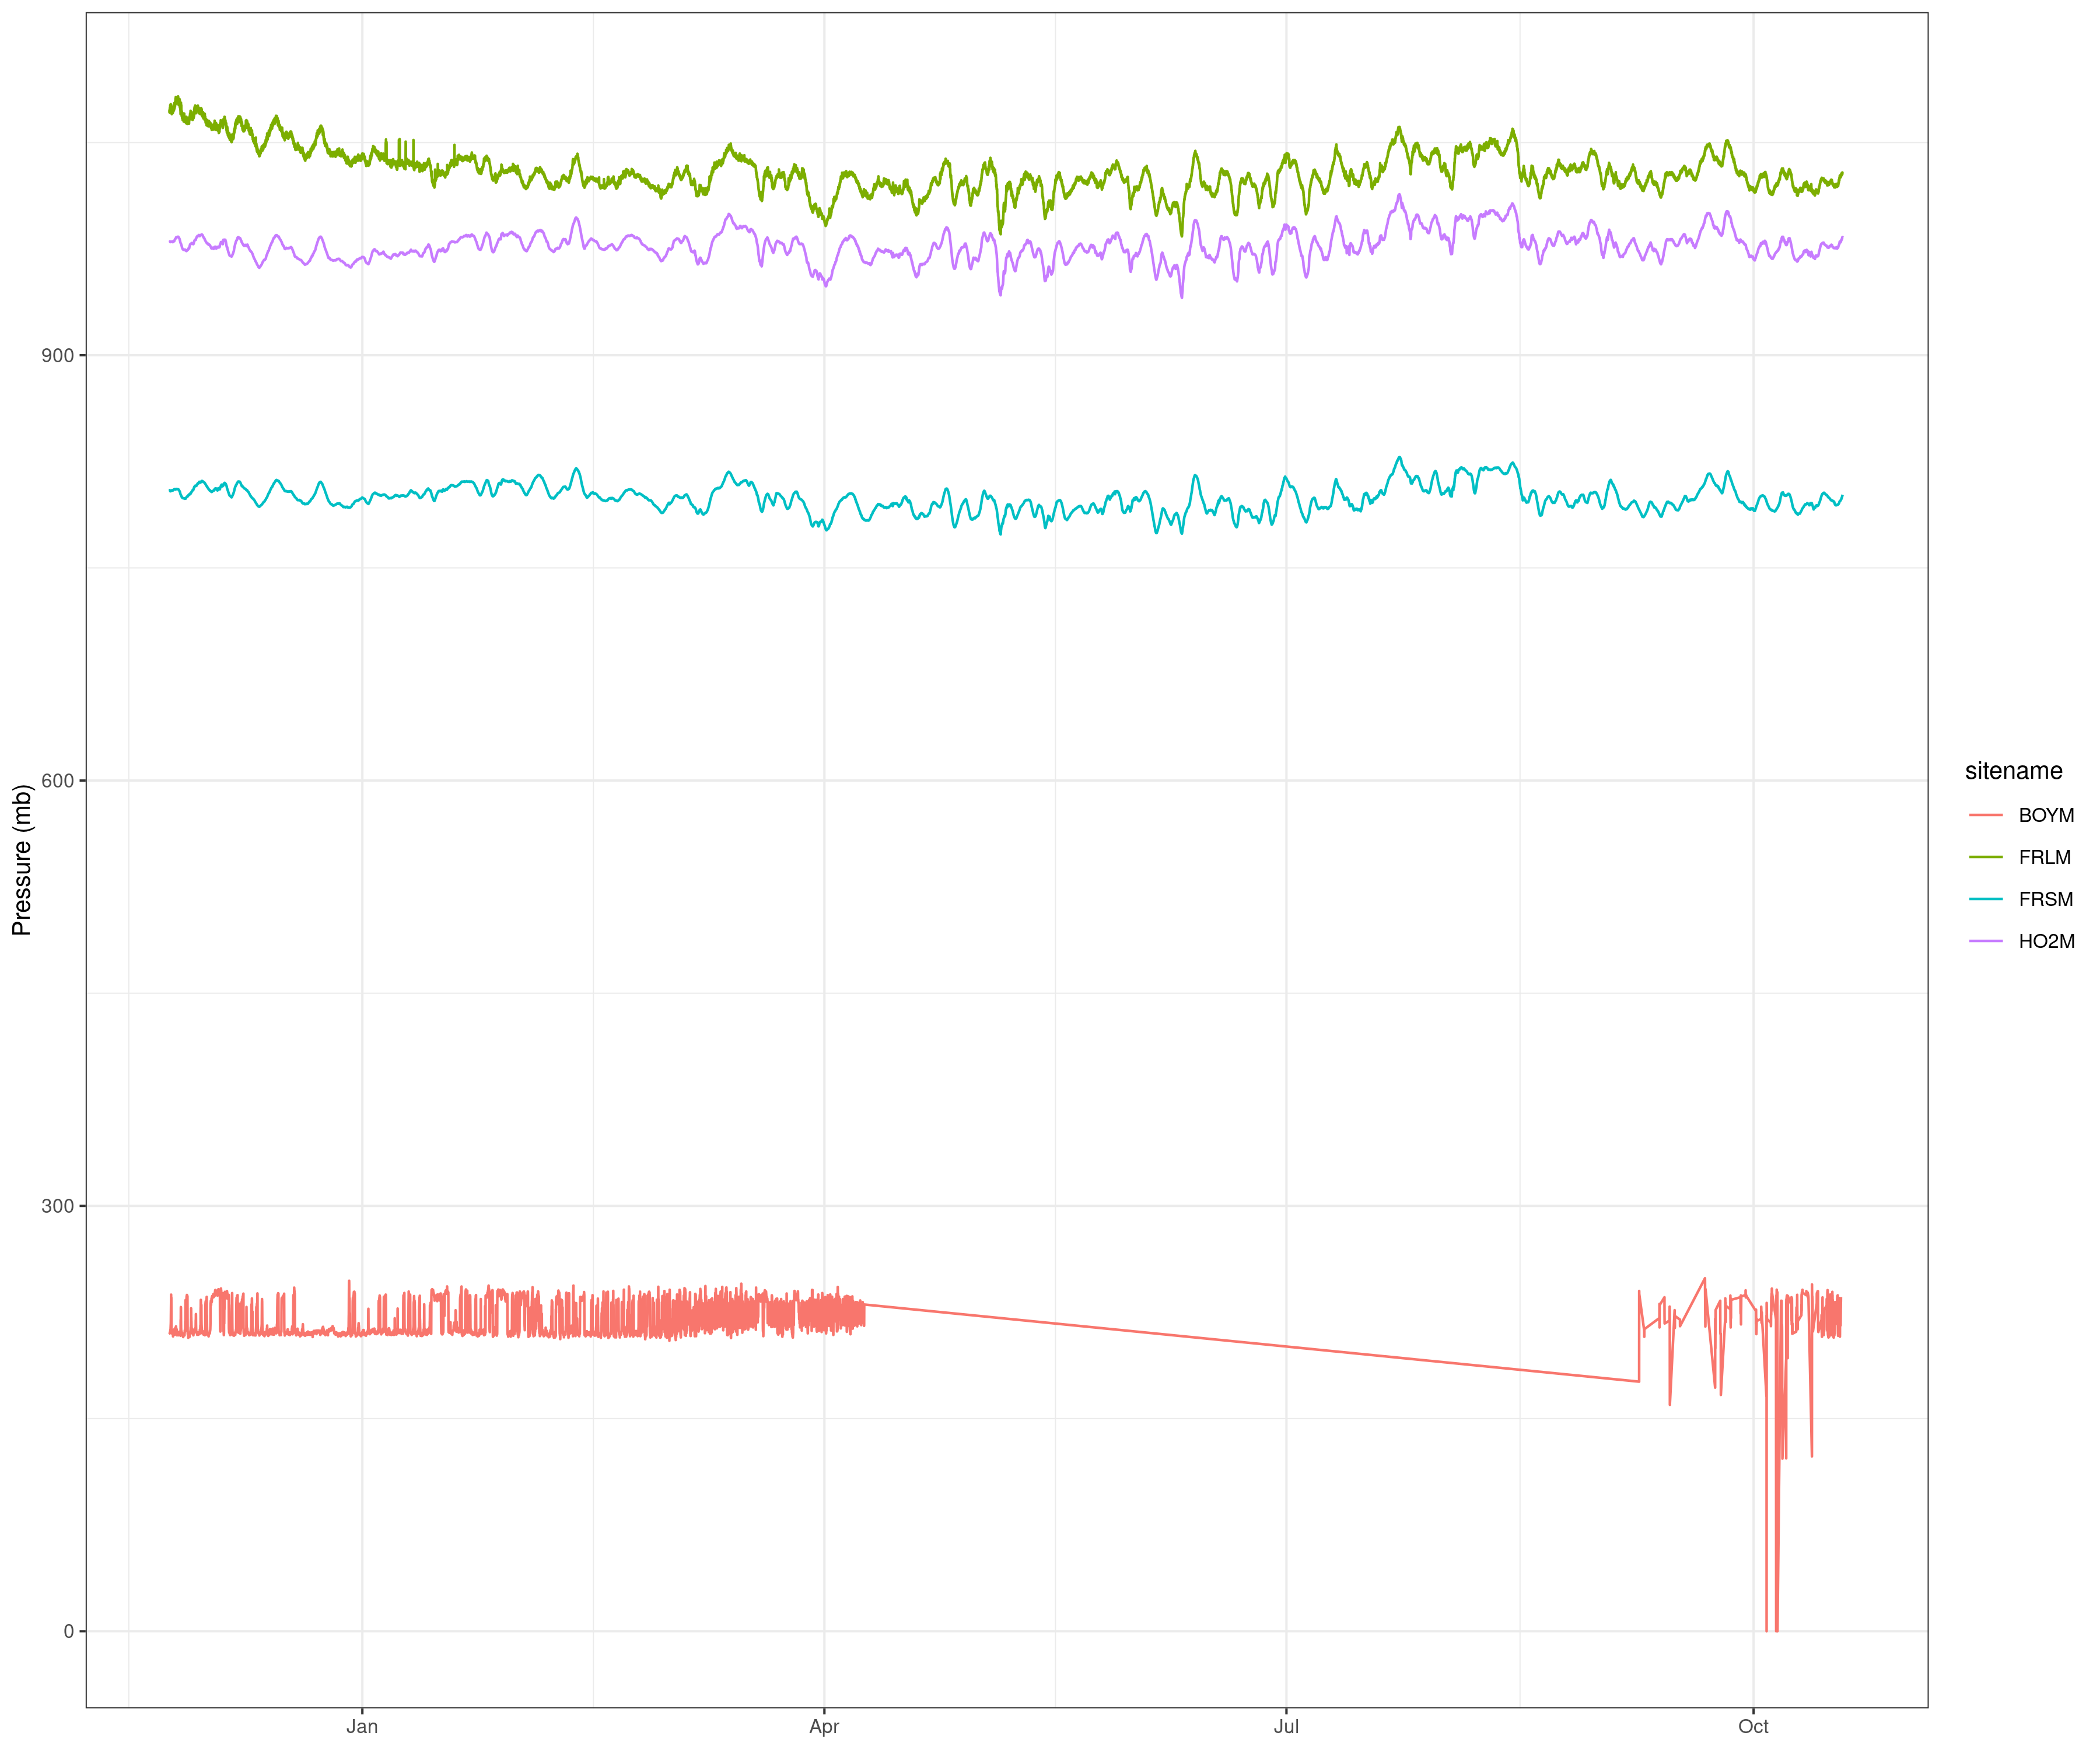 900
600
300
0
Pressure (mb)
Jan Apr Jul Oct
sitename
BOYM
FRLM
FRSM
HO2M